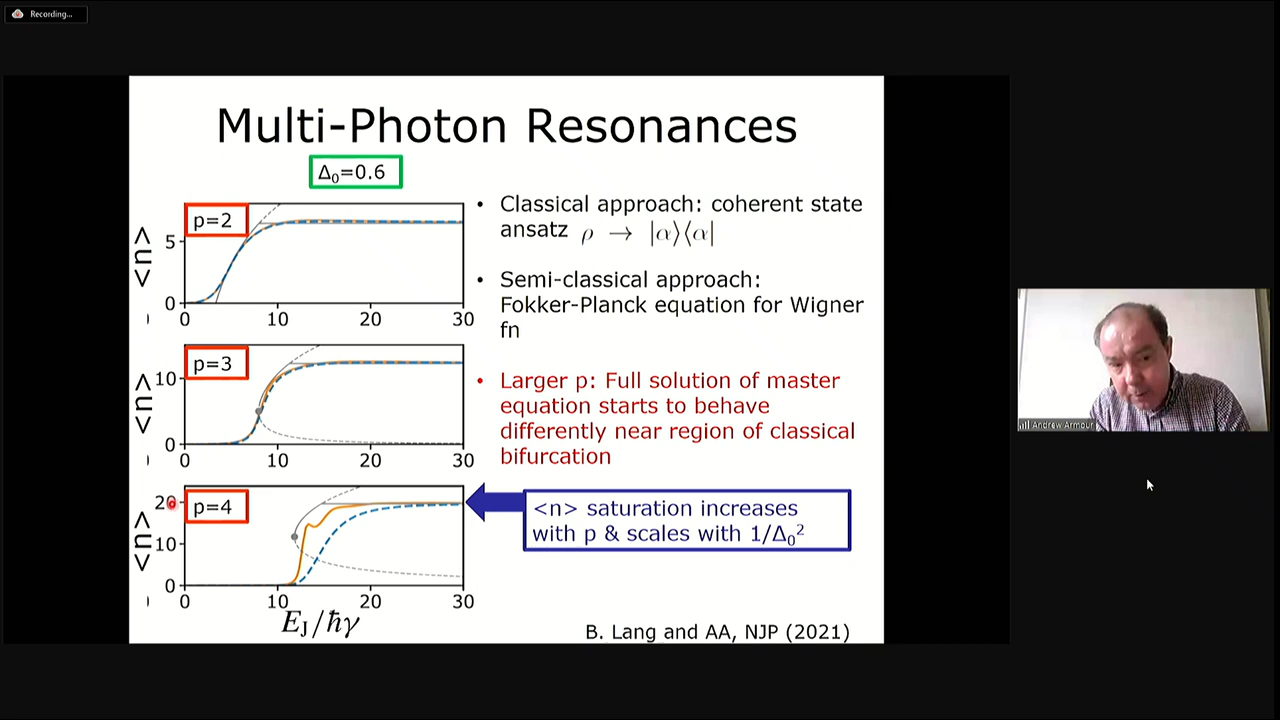 Recording...
Multi-Photon Resonances
Δ₀=0.6
p=2
<n>
5
0
0 10 20 30
p=3
<n>
10
0
0 10 20 30
p=4
<n>
20
10
0
0 10 20 30
E_J/ħγ
• Classical approach: coherent state
ansatz ρ → |α⟩⟨α|
• Semi-classical approach:
Fokker-Planck equation for Wigner
fn
• Larger p: Full solution of master
equation starts to behave
differently near region of classical
bifurcation
<n> saturation increases
with p & scales with 1/Δ₀²
B. Lang and AA, NJP (2021)
Andrew Armour